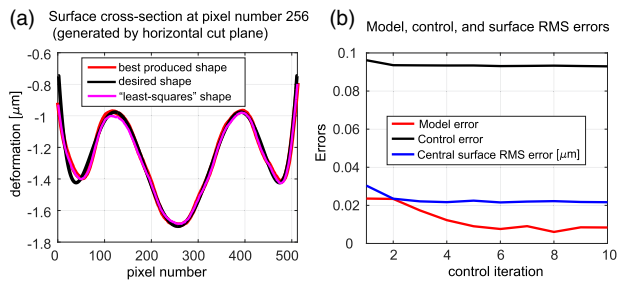 (a) Surface cross-section at pixel number 256
(generated by horizontal cut plane)
deformation [μm]
-0.6
-0.8
-1
-1.2
-1.4
-1.6
-1.8
best produced shape
desired shape
"least-squares" shape
0 100 200 300 400 500
pixel number
(b) Model, control, and surface RMS errors
Errors
0.1
0.08
0.06
0.04
0.02
0
Model error
Control error
Central surface RMS error [μm]
2 4 6 8 10
control iteration